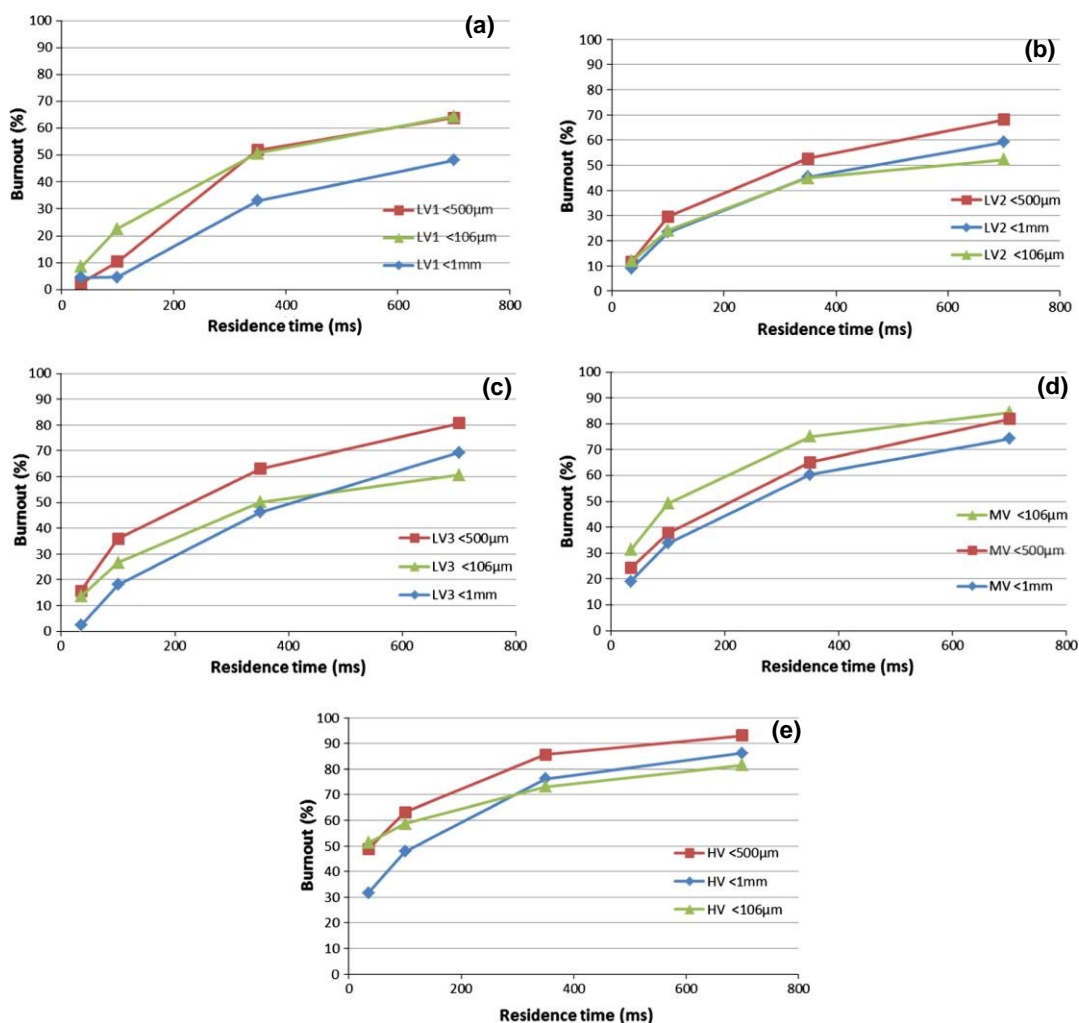 (a)
100
90
80
70
60
50
40
30
20
10
0
Burnout (%)
LV1 <500µm
LV1 <106µm
LV1 <1mm
0 200 400 600 800
Residence time (ms)
(b)
100
90
80
70
60
50
40
30
20
10
0
Burnout (%)
LV2 <500µm
LV2 <1mm
LV2 <106µm
0 200 400 600 800
Residence time (ms)
(c)
100
90
80
70
60
50
40
30
20
10
0
Burnout (%)
LV3 <500µm
LV3 <106µm
LV3 <1mm
0 200 400 600 800
Residence time (ms)
(d)
100
90
80
70
60
50
40
30
20
10
0
Burnout (%)
MV <106µm
MV <500µm
MV <1mm
0 200 400 600 800
Residence time (ms)
(e)
100
90
80
70
60
50
40
30
20
10
0
Burnout (%)
HV <500µm
HV <1mm
HV <106µm
0 200 400 600 800
Residence time (ms)